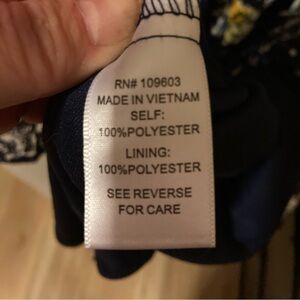 RN# 109603
MADE IN VIETNAM
SELF:
100%POLYESTER
LINING:
100%POLYESTER
SEE REVERSE
FOR CARE